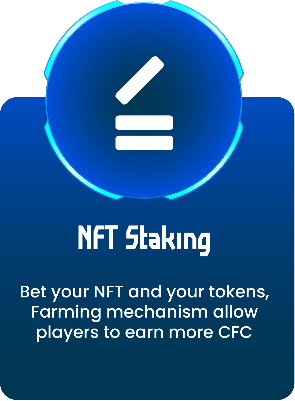 NFT Staking
Bet your NFT and your tokens,
Farming mechanism allow
players to earn more CFC